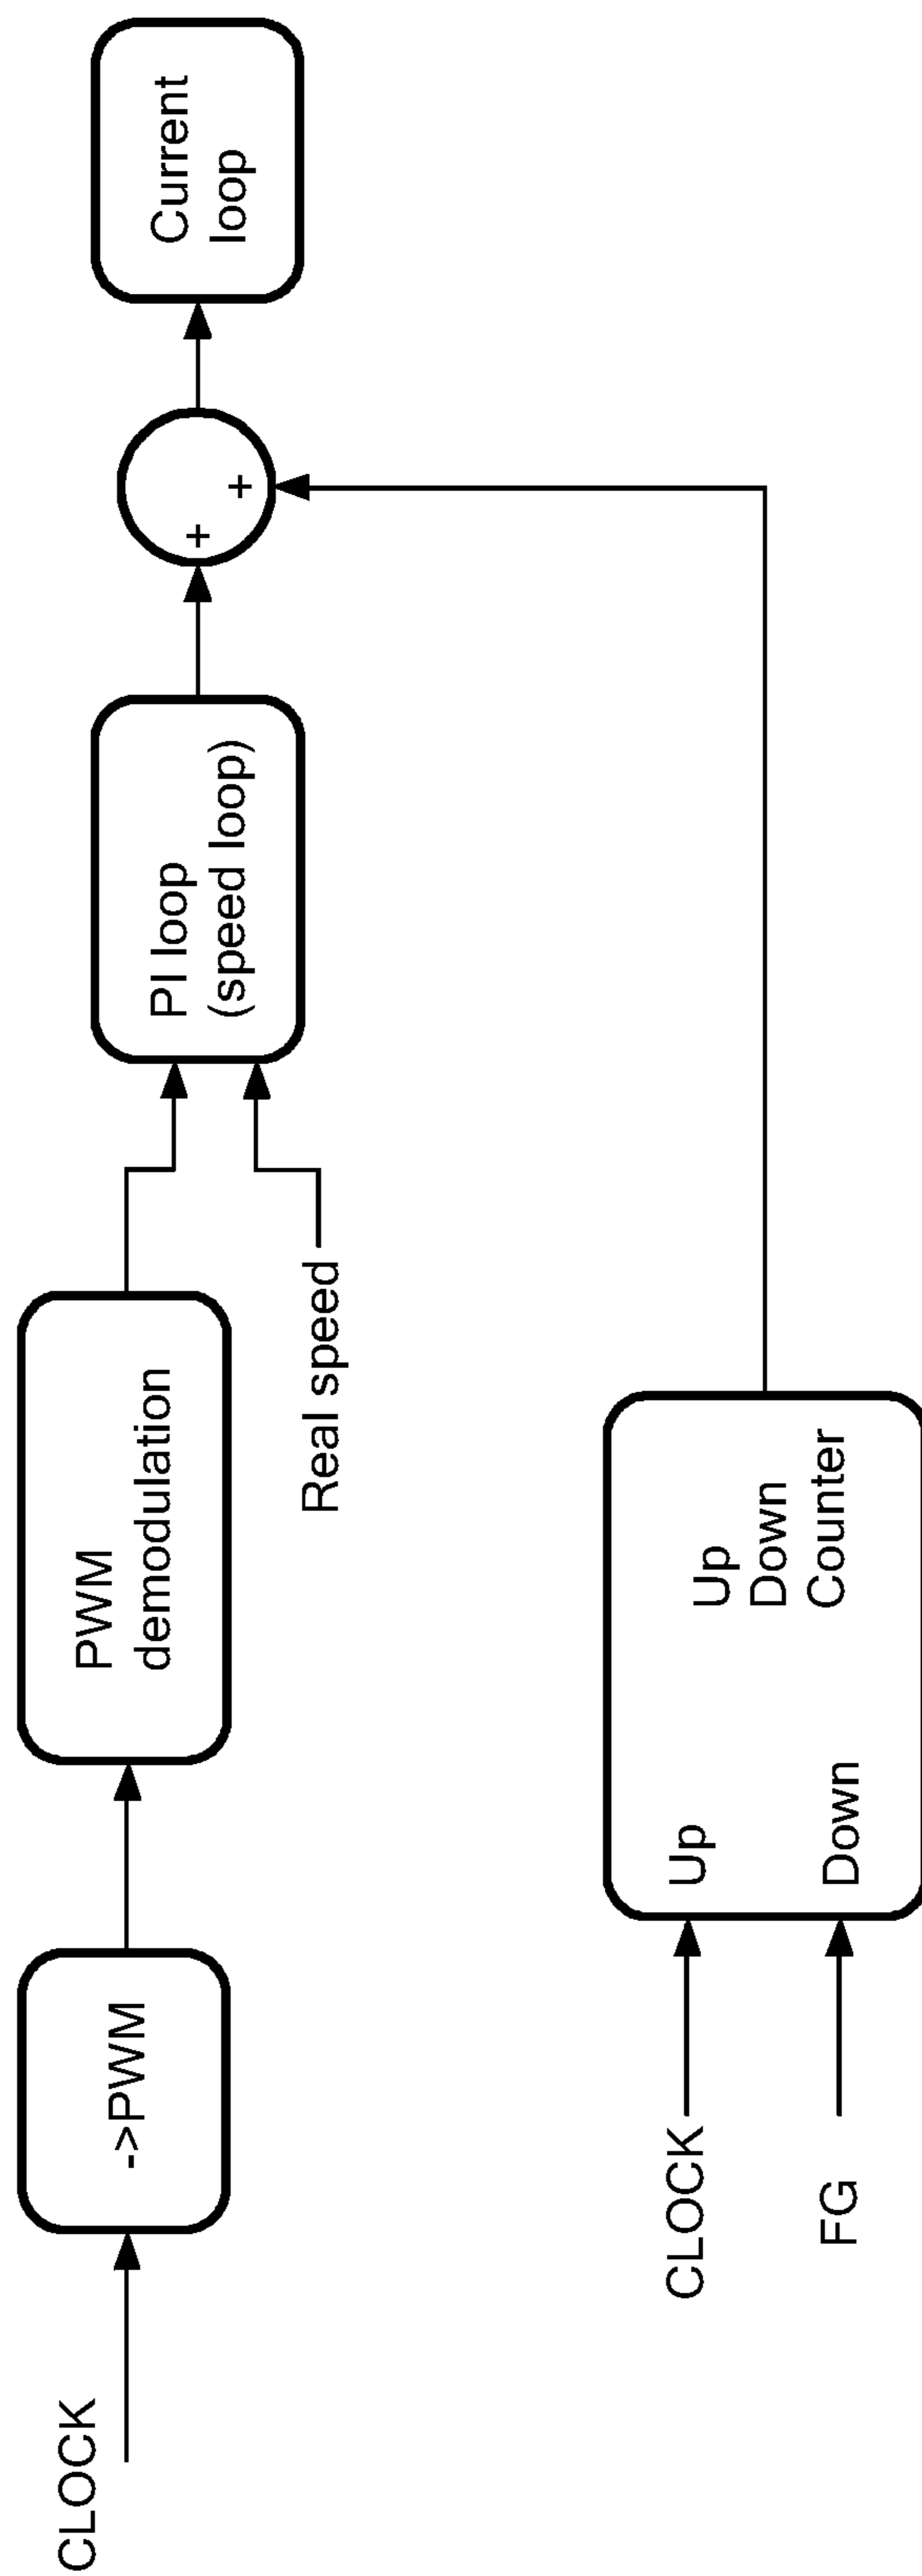 CLOCK
->PWM
PWM
demodulation
Real speed
PI loop
(speed loop)
+
+
Current
loop
CLOCK
FG
Up
Down
Up
Down
Counter